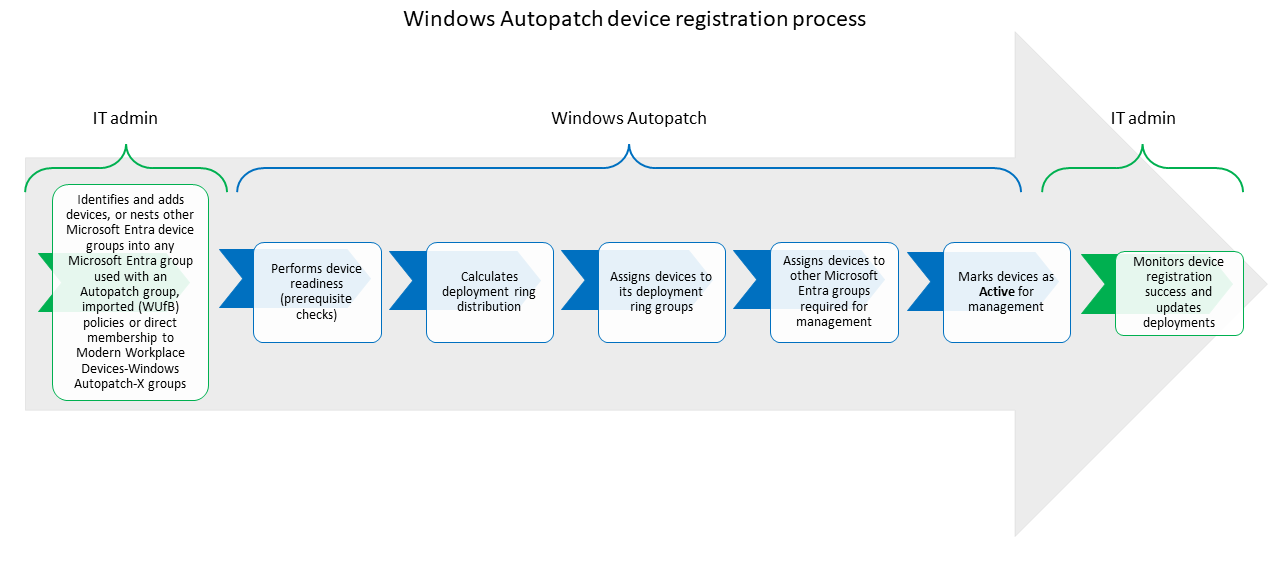 Windows Autopatch device registration process
IT admin
Windows Autopatch
IT admin
Identifies and adds
devices, or nests other
Microsoft Entra device
groups into any
Microsoft Entra group
used with an
Autopatch group,
imported (WUfB)
policies or direct
membership to
Modern Workplace
Devices-Windows
Autopatch-X groups
Performs device
readiness
(prerequisite
checks)
Calculates
deployment ring
distribution
Assigns devices to
its deployment
ring groups
Assigns devices to
other Microsoft
Entra groups
required for
management
Marks devices as
Active for
management
Monitors device
registration
success and
updates
deployments